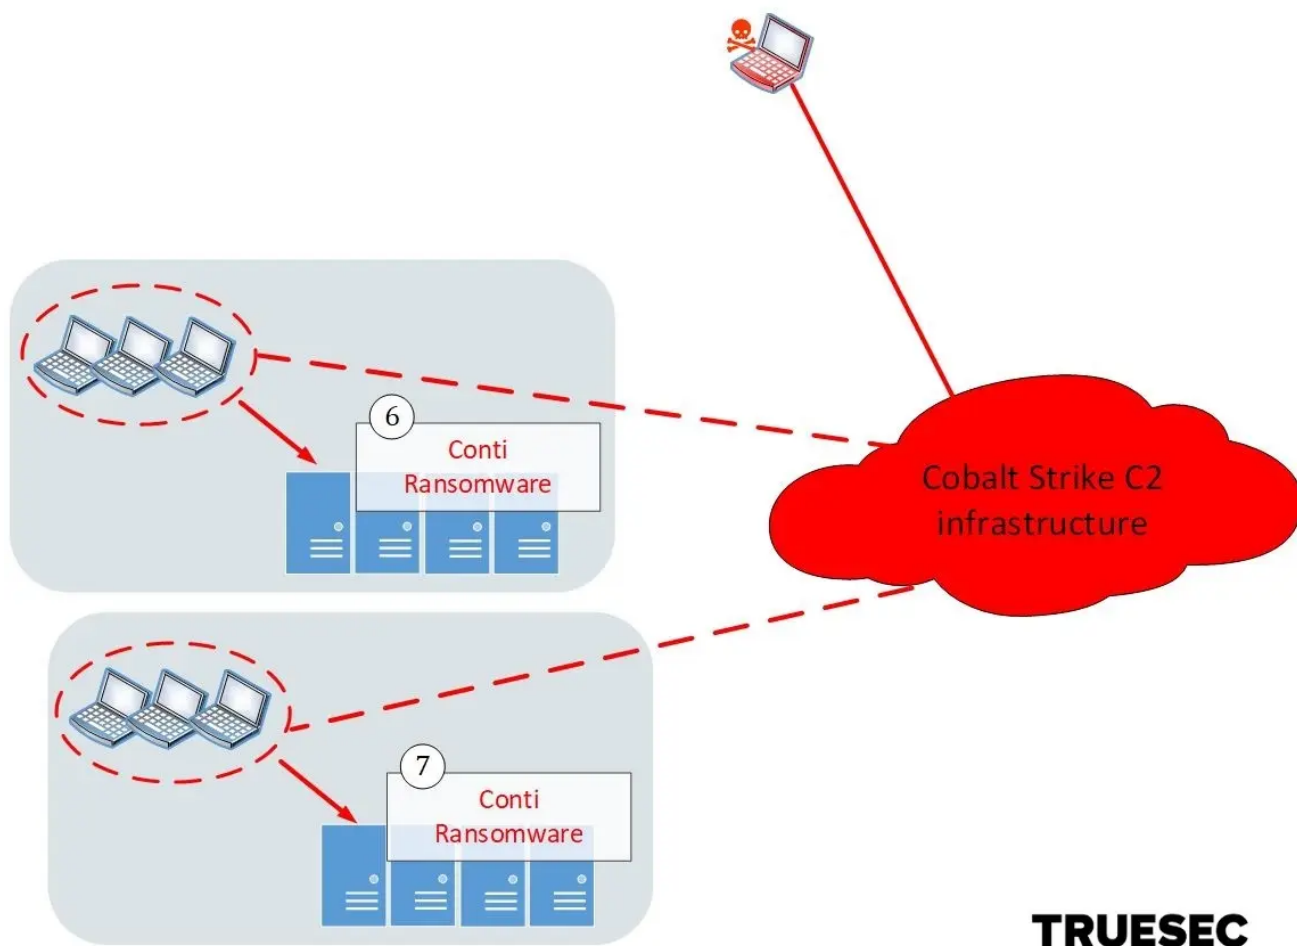 6
Conti
Ransomware
Cobalt Strike C2
infrastructure
7
Conti
Ransomware
TRUESEC